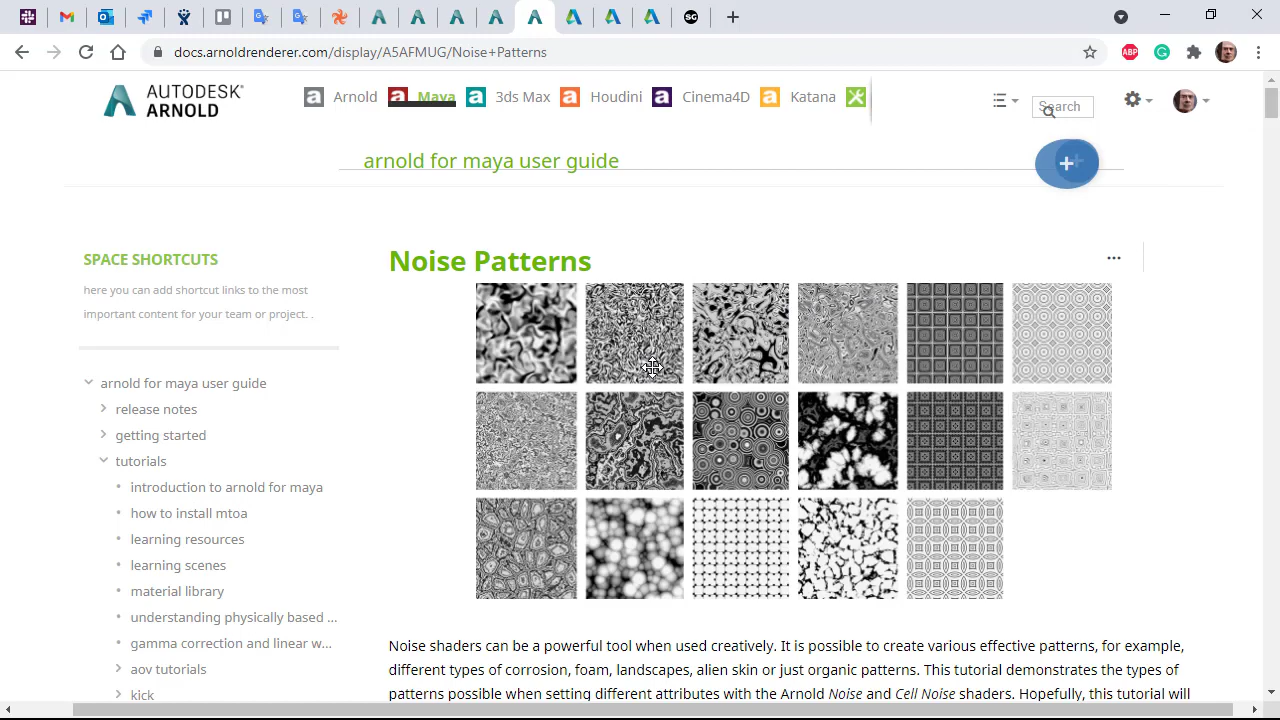 docs.arnoldrenderer.com/display/A5AFMUG/Noise+Patterns
ABP
AUTODESK®
ARNOLD
Arnold
Maya
3ds Max
Houdini
Cinema4D
Katana
Search
arnold for maya user guide
SPACE SHORTCUTS
here you can add shortcut links to the most
important content for your team or project. .
arnold for maya user guide
release notes
getting started
tutorials
introduction to arnold for maya
how to install mtoa
learning resources
learning scenes
material library
understanding physically based ...
gamma correction and linear w...
aov tutorials
kick
Noise Patterns
Noise shaders can be a powerful tool when used creatively. It is possible to create various effective patterns, for example,
different types of corrosion, foam, landscapes, alien skin or just organic patterns. This tutorial demonstrates the types of
patterns possible when setting different attributes with the Arnold Noise and Cell Noise shaders. Hopefully, this tutorial will